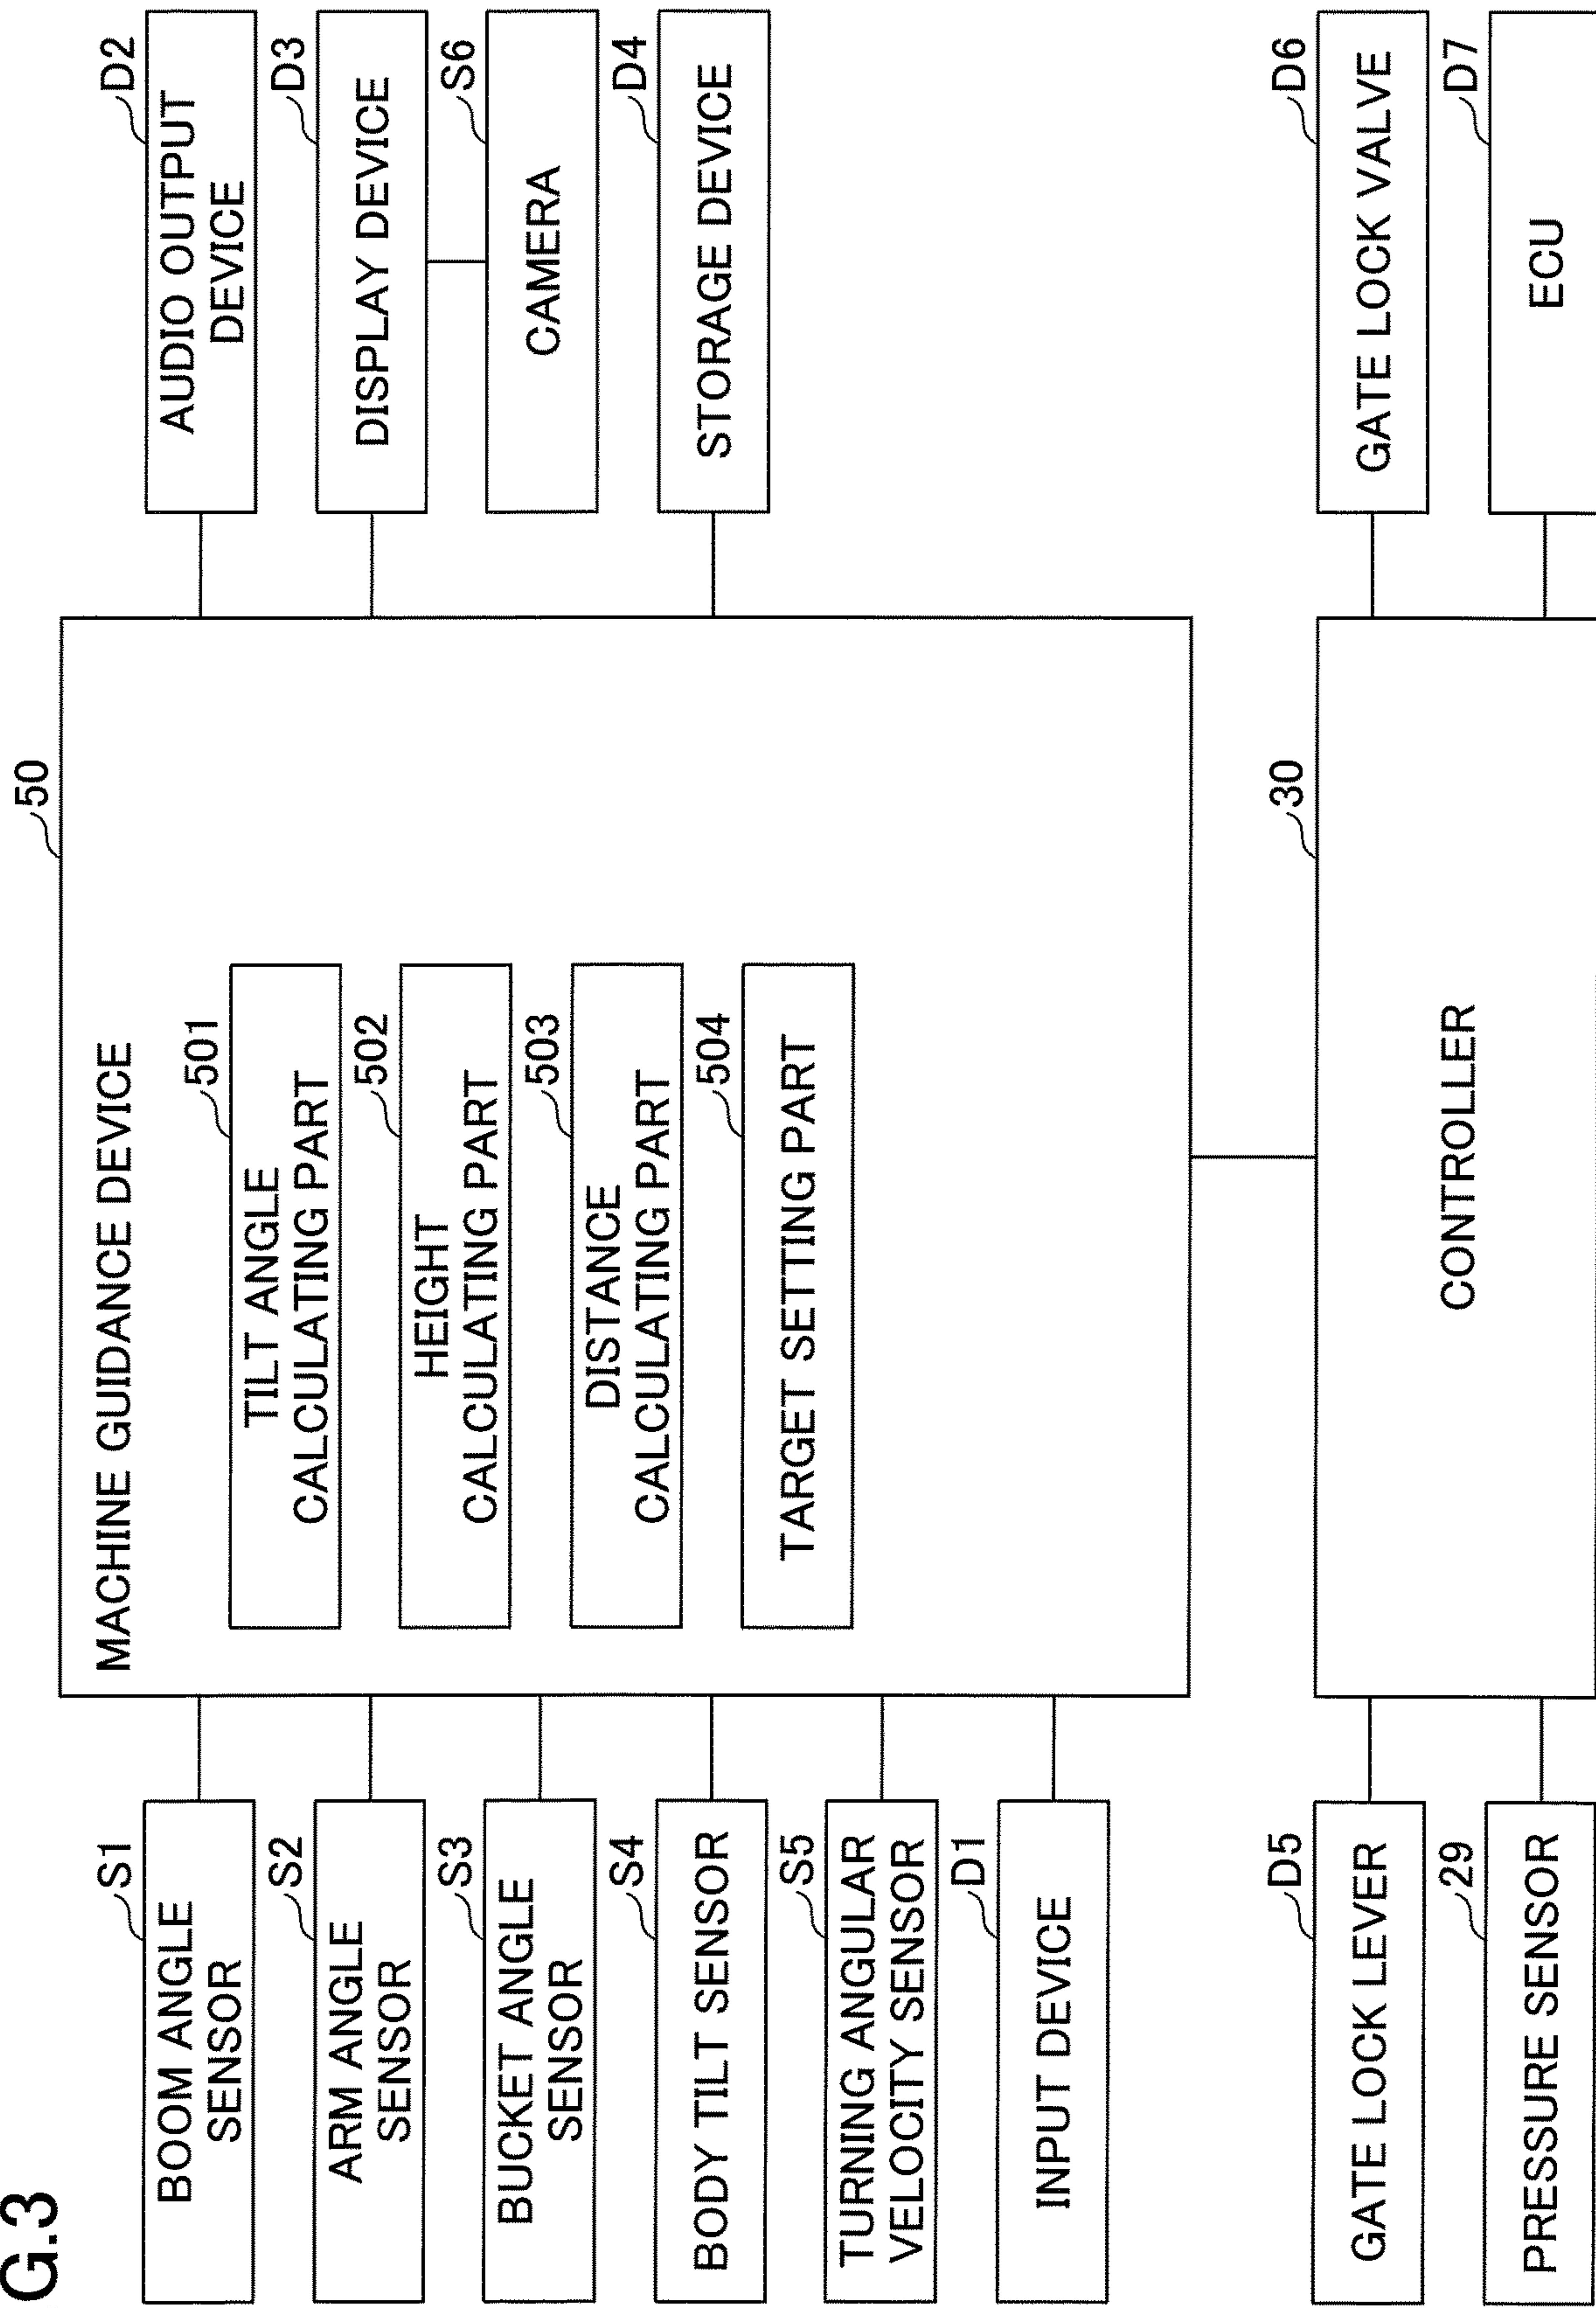 G.3
S1
BOOM ANGLE
SENSOR
S2
ARM ANGLE
SENSOR
S3
BUCKET ANGLE
SENSOR
S4
BODY TILT SENSOR
S5
TURNING ANGULAR
VELOCITY SENSOR
D1
INPUT DEVICE
50
MACHINE GUIDANCE DEVICE
501
TILT ANGLE
CALCULATING PART
502
HEIGHT
CALCULATING PART
503
DISTANCE
CALCULATING PART
504
TARGET SETTING PART
D2
AUDIO OUTPUT
DEVICE
D3
DISPLAY DEVICE
S6
CAMERA
D4
STORAGE DEVICE
D5
GATE LOCK LEVER
29
PRESSURE SENSOR
30
CONTROLLER
D6
GATE LOCK VALVE
D7
ECU